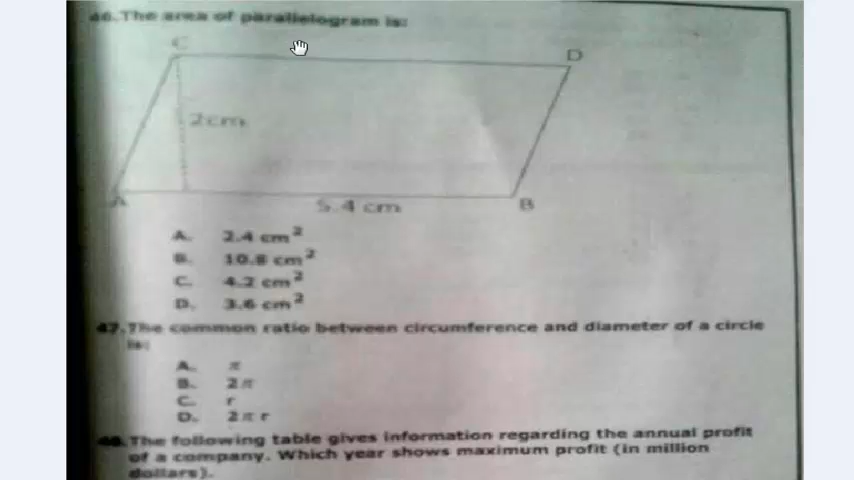 46.The area of parallelogram is:
C
D
2cm
A
5.4 cm
B
A. 2.4 cm²
B. 10.8 cm²
C. 4.2 cm²
D. 3.6 cm²
47.The common ratio between circumference and diameter of a circle
is:
A. π
B. 2π
C. r
D. 2πr
48.The following table gives information regarding the annual profit
of a company. Which year shows maximum profit (in million
dollars).